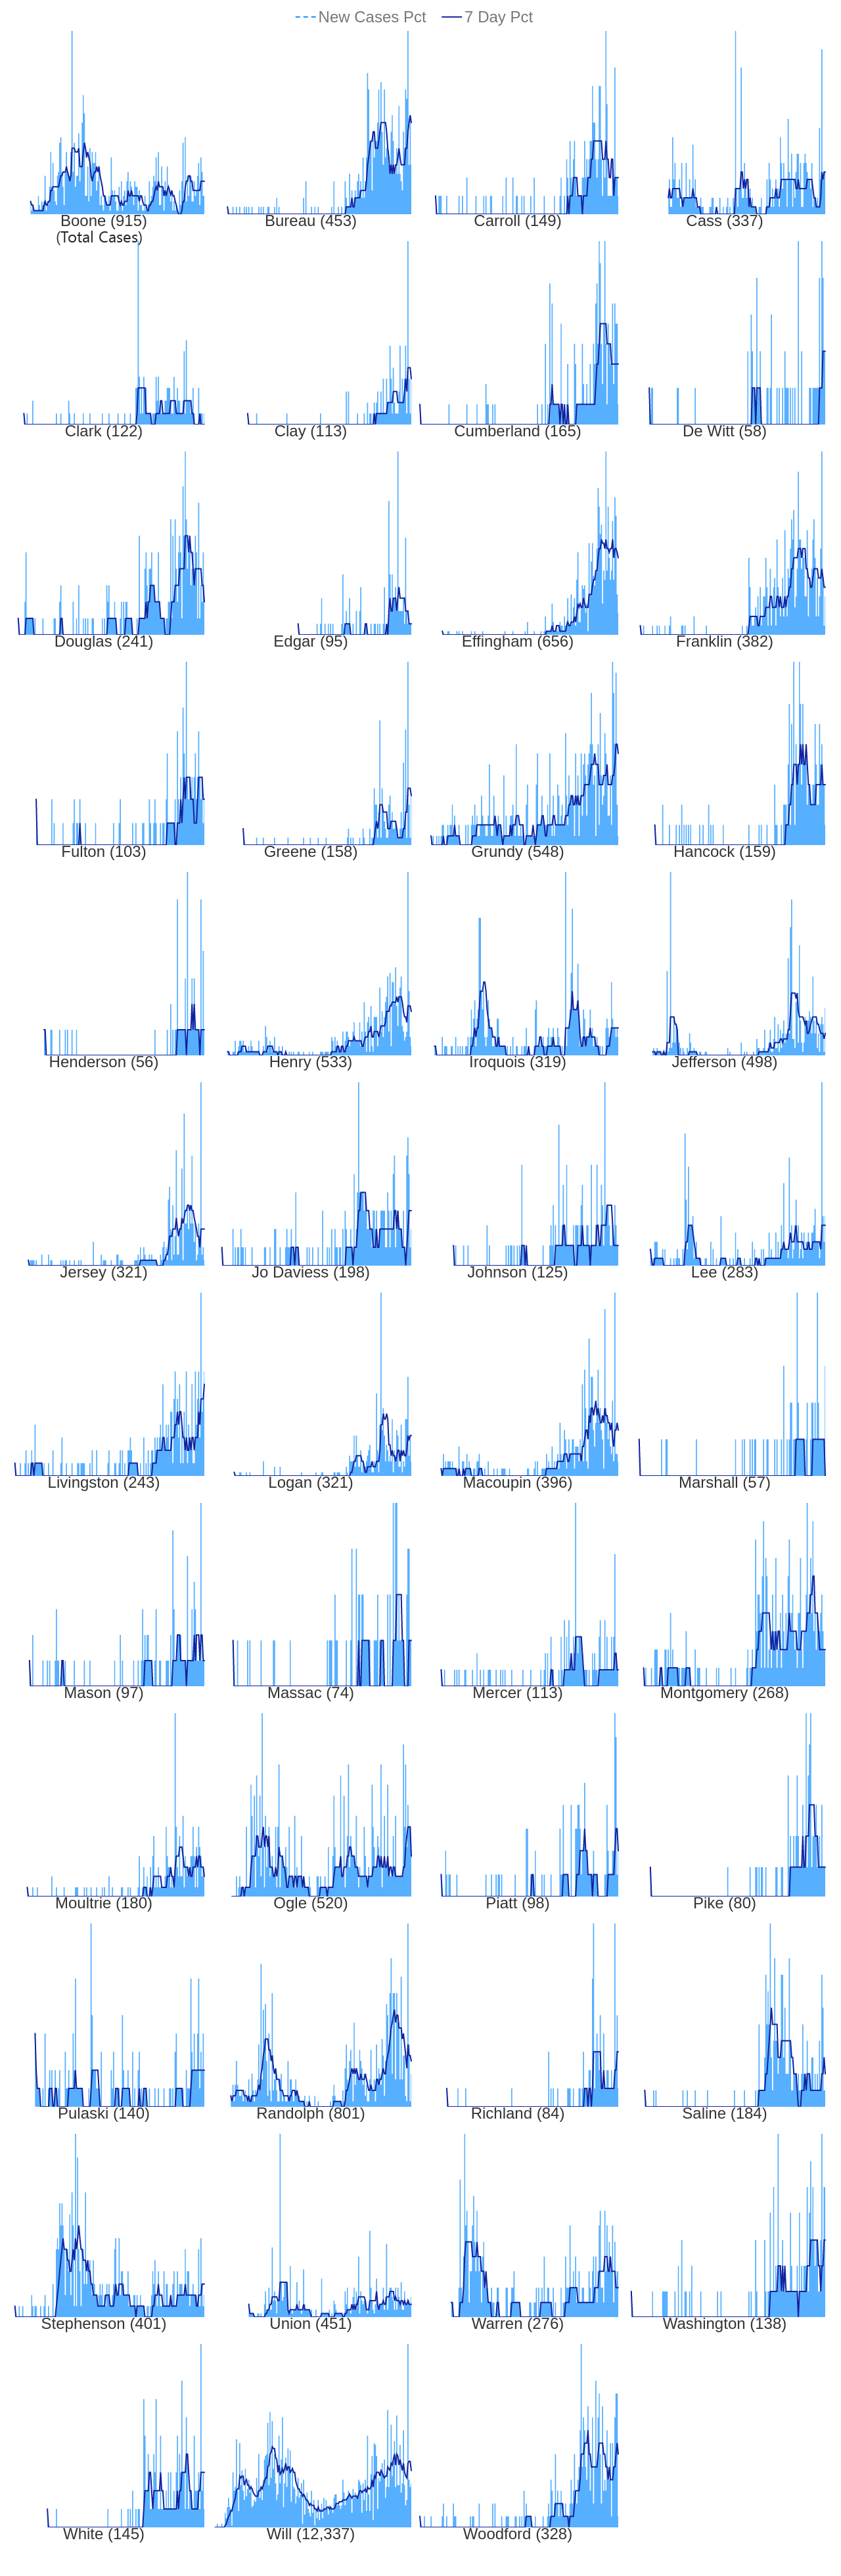 New Cases Pct 7 Day Pct
Boone (915) Bureau (453) Carroll (149) Cass (337)
(Total Cases)
Clark (122) Clay (113) Cumberland (165) De Witt (58)
Douglas (241) Edgar (95) Effingham (656) Franklin (382)
Fulton (103) Greene (158) Grundy (548) Hancock (159)
Henderson (56) Henry (533) Iroquois (319) Jefferson (498)
Jersey (321) Jo Daviess (198) Johnson (125) Lee (283)
Livingston (243) Logan (321) Macoupin (396) Marshall (57)
Mason (97) Massac (74) Mercer (113) Montgomery (268)
Moultrie (180) Ogle (520) Piatt (98) Pike (80)
Pulaski (140) Randolph (801) Richland (84) Saline (184)
Stephenson (401) Union (451) Warren (276) Washington (138)
White (145) Will (12,337) Woodford (328)